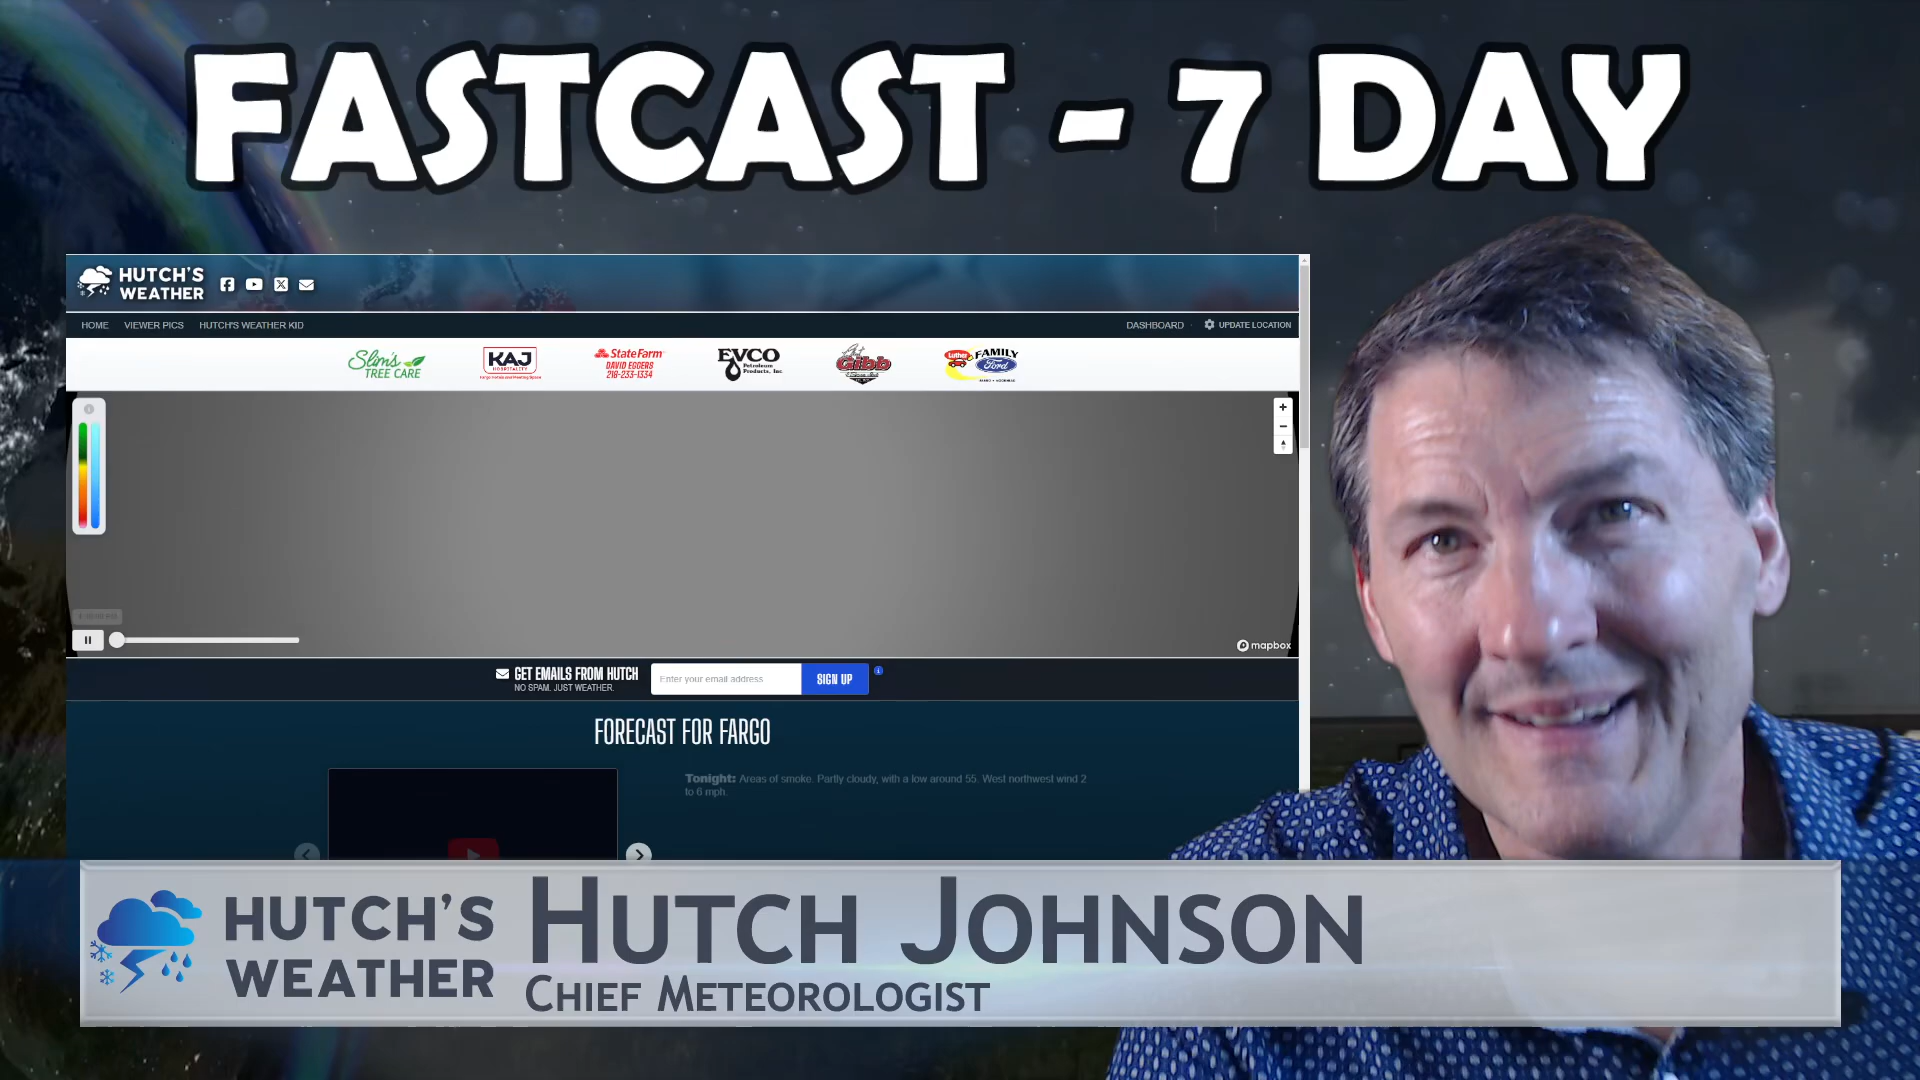 FASTCAST - 7 DAY
HUTCH'S
WEATHER
HOME VIEWER PICS HUTCH'S WEATHER KID DASHBOARD UPDATE LOCATION
Slim's
TREE CARE
KAJ
HOSPITALITY
State Farm
DAVID EGGERS
218-233-1334
EVCO
Petroleum
Products, Inc
Gibb
Luther FAMILY
Ford
mapbox
GET EMAILS FROM HUTCH
NO SPAM. JUST WEATHER.
Enter your email address
SIGN UP
FORECAST FOR FARGO
Tonight: Areas of smoke. Partly cloudy, with a low around 55. West northwest wind 2
to 6 mph.
HUTCH'S
WEATHER
HUTCH JOHNSON
CHIEF METEOROLOGIST